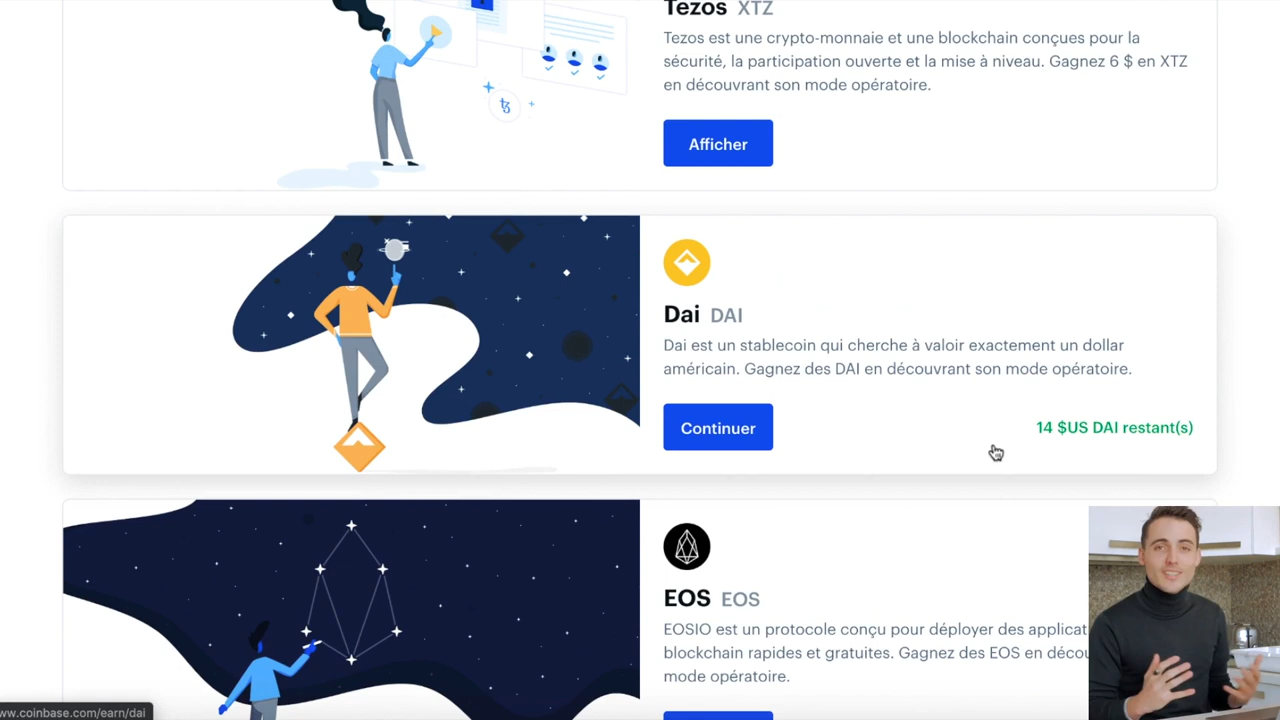 Tezos XTZ
Tezos est une crypto-monnaie et une blockchain conçues pour la
sécurité, la participation ouverte et la mise à niveau. Gagnez 6 $ en XTZ
en découvrant son mode opératoire.
Afficher
Dai DAI
Dai est un stablecoin qui cherche à valoir exactement un dollar
américain. Gagnez des DAI en découvrant son mode opératoire.
Continuer
14 $US DAI restant(s)
EOS EOS
EOSIO est un protocole conçu pour déployer des applicat
blockchain rapides et gratuites. Gagnez des EOS en décou
mode opératoire.
ww.coinbase.com/earn/dai